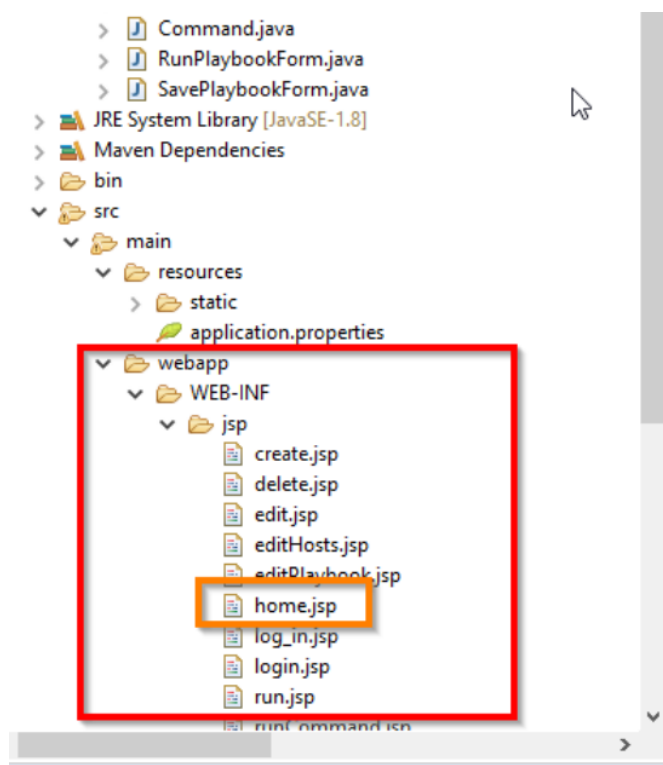 Command.java
RunPlaybookForm.java
SavePlaybookForm.java
JRE System Library [JavaSE-1.8]
Maven Dependencies
bin
src
main
resources
static
application.properties
webapp
WEB-INF
jsp
create.jsp
delete.jsp
edit.jsp
editHosts.jsp
editPlaybook.jsp
home.jsp
log_in.jsp
login.jsp
run.jsp
runCommand.jsp